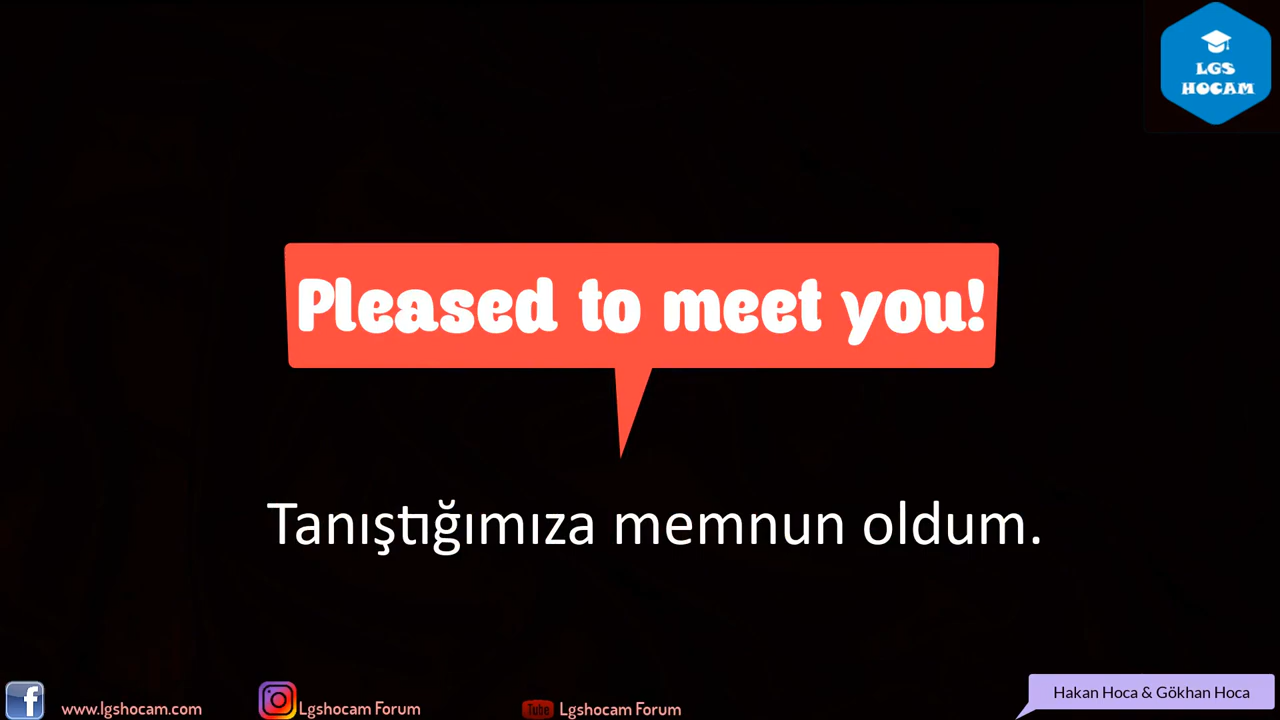 LGS
HOCAM
Pleased to meet you!
Tanıştığımıza memnun oldum.
Hakan Hoca & Gökhan Hoca
f www.lgshocam.com
Lgshocam Forum
Tube Lgshocam Forum